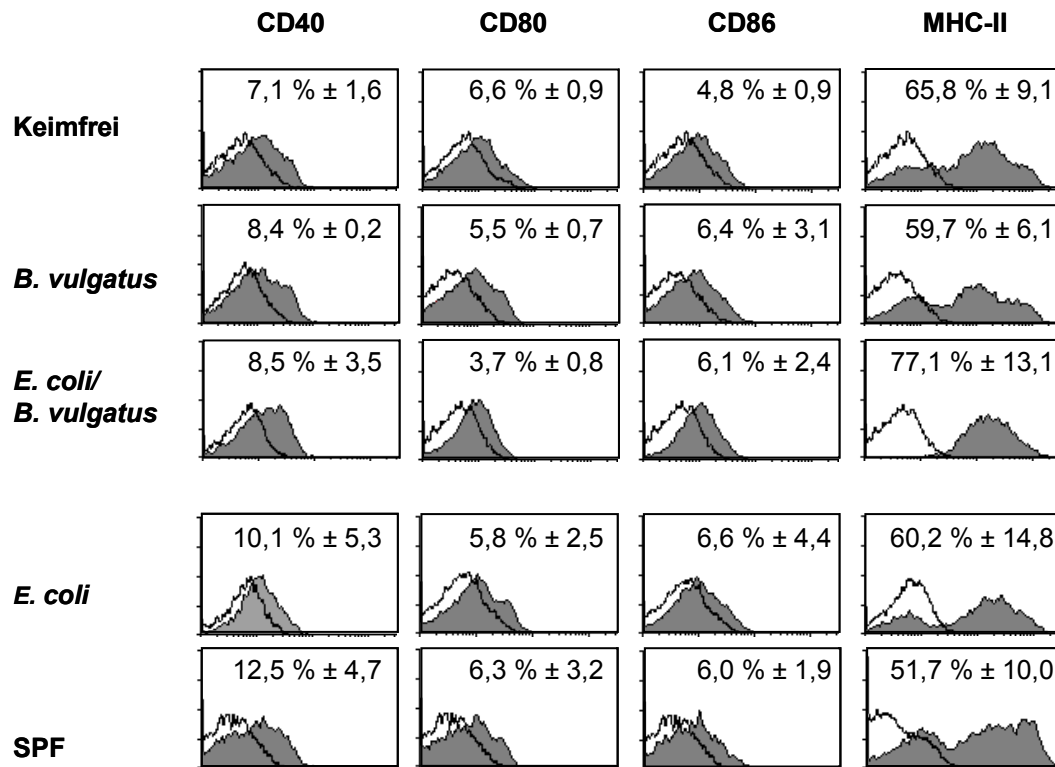 CD40 CD80 CD86 MHC-II
Keimfrei 7,1 % ± 1,6 6,6 % ± 0,9 4,8 % ± 0,9 65,8 % ± 9,1
B. vulgatus 8,4 % ± 0,2 5,5 % ± 0,7 6,4 % ± 3,1 59,7 % ± 6,1
E. coli/
B. vulgatus 8,5 % ± 3,5 3,7 % ± 0,8 6,1 % ± 2,4 77,1 % ± 13,1
E. coli 10,1 % ± 5,3 5,8 % ± 2,5 6,6 % ± 4,4 60,2 % ± 14,8
SPF 12,5 % ± 4,7 6,3 % ± 3,2 6,0 % ± 1,9 51,7 % ± 10,0